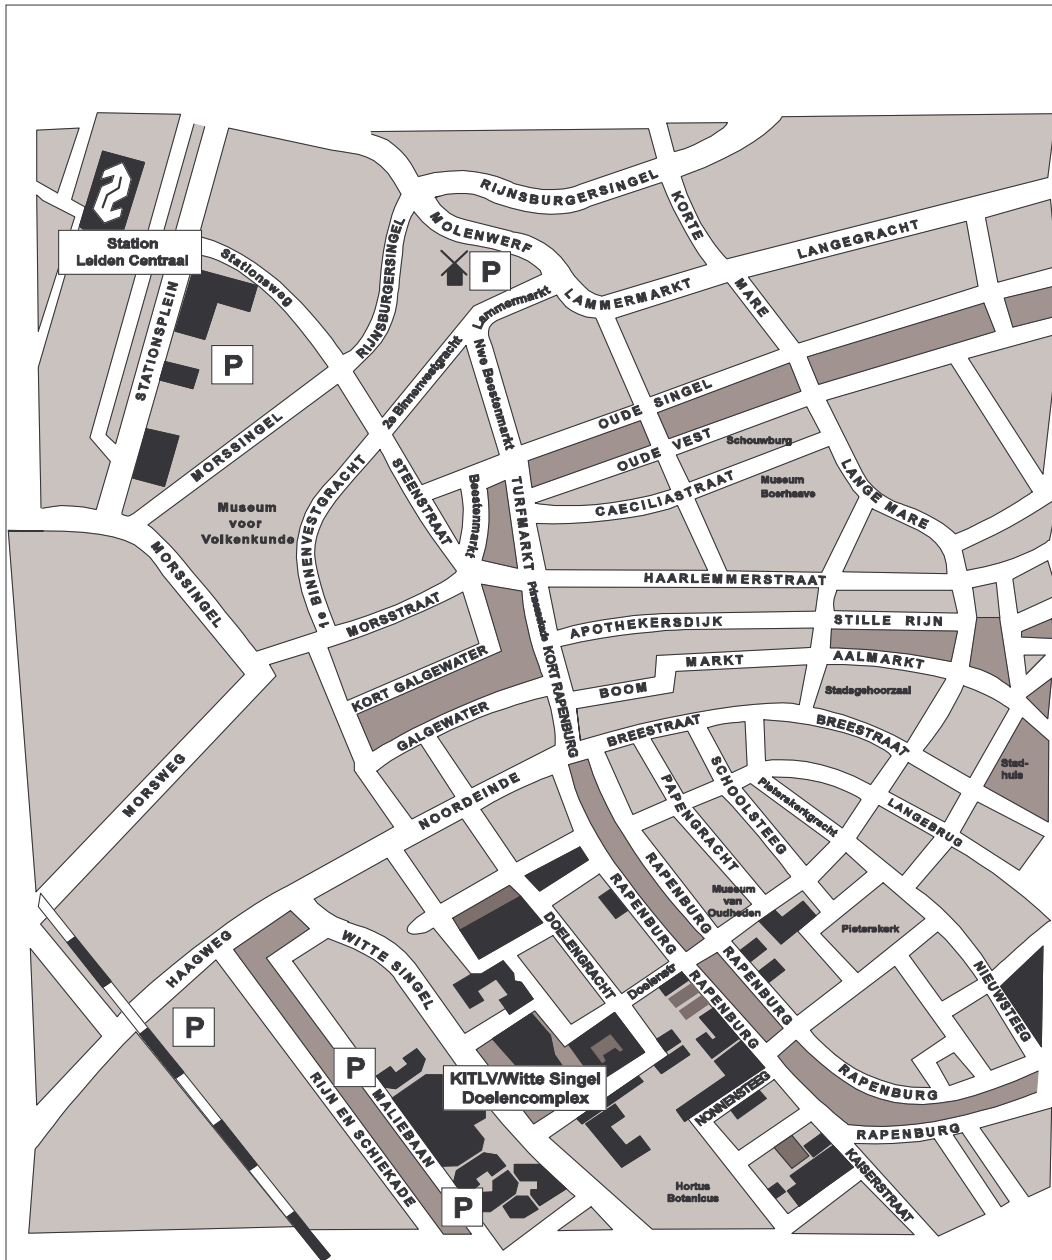 RIJNSBURGERSINGEL
KORTE
MOLENWERF
LANGEGRACHT
Station
Leiden Centraal
Stationsweg
RIJNSBURGERSINGEL
P
MARE
LAMMERMARKT
Lammermarkt
STATIONSPLEIN
P
2e Binnenvestgracht
Nwe Beestenmarkt
OUDE SINGEL
MORSSINGEL
OUDE VEST
Schouwburg
STEENSTRAAT
Beestenmarkt
TURFMARKT
CAECILIASTRAAT
Museum
Boerhaave
LANGE MARE
Museum
voor
Volkenkunde
1e BINNENVESTGRACHT
MORSSINGEL
HAARLEMMERSTRAAT
Prinsessekade
MORSSTRAAT
APOTHEKERSDIJK
STILLE RIJN
KORT RAPENBURG
KORT GALGEWATER
BOOM
MARKT
AALMARKT
Stadsgehoorzaal
GALGEWATER
BREESTRAAT
BREESTRAAT
Stad-
huis
MORSWEG
NOORDEINDE
PAPENGRACHT
SCHOOLSTEEG
Pieterskerkgracht
LANGEBRUG
RAPENBURG
RAPENBURG
Museum
van
Oudheden
Pieterskerk
DOELENGRACHT
HAAGWEG
WITTE SINGEL
Doelenstr
RAPENBURG
RAPENBURG
NIEUWSTEEG
P
P
KITLV/Witte Singel
Doelencomplex
RIJN EN SCHIEKADE
MALIEBAAN
NONNENSTEEG
RAPENBURG
RAPENBURG
KAISERSTRAAT
Hortus
Botanicus
P